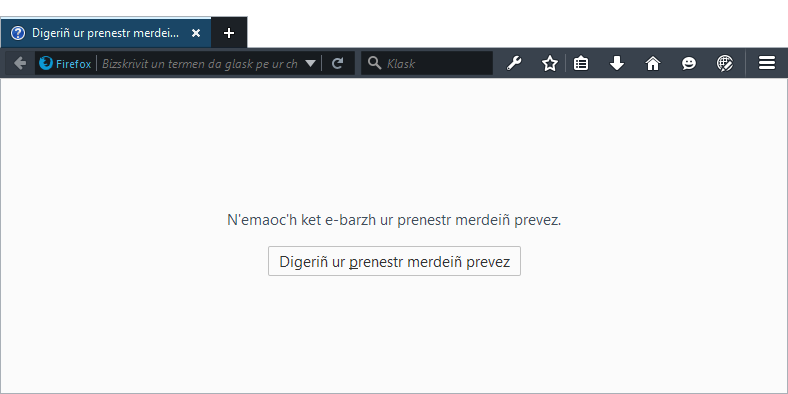 Digeriñ ur prenestr merdei...
Firefox
Bizskrivit un termen da glask pe ur ch
Klask
N'emaoc'h ket e-barzh ur prenestr merdeiñ prevez.
Digeriñ ur prenestr merdeiñ prevez